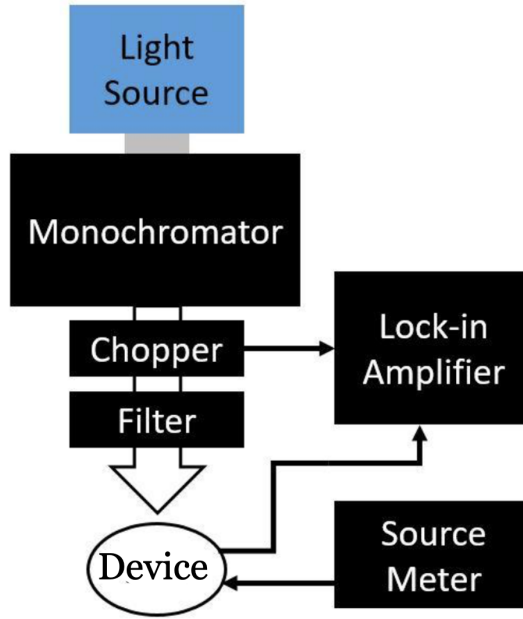 Light
Source
Monochromator
Chopper
Lock-in
Amplifier
Filter
Device
Source
Meter